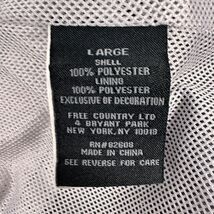 LARGE
SHELL
100% POLYESTER
LINING
100% POLYESTER
EXCLUSIVE OF DECORATION
FREE COUNTRY LTD
4 BRYANT PARK
NEW YORK, NY 10018
RN#82608
MADE IN CHINA
SEE REVERSE FOR CARE